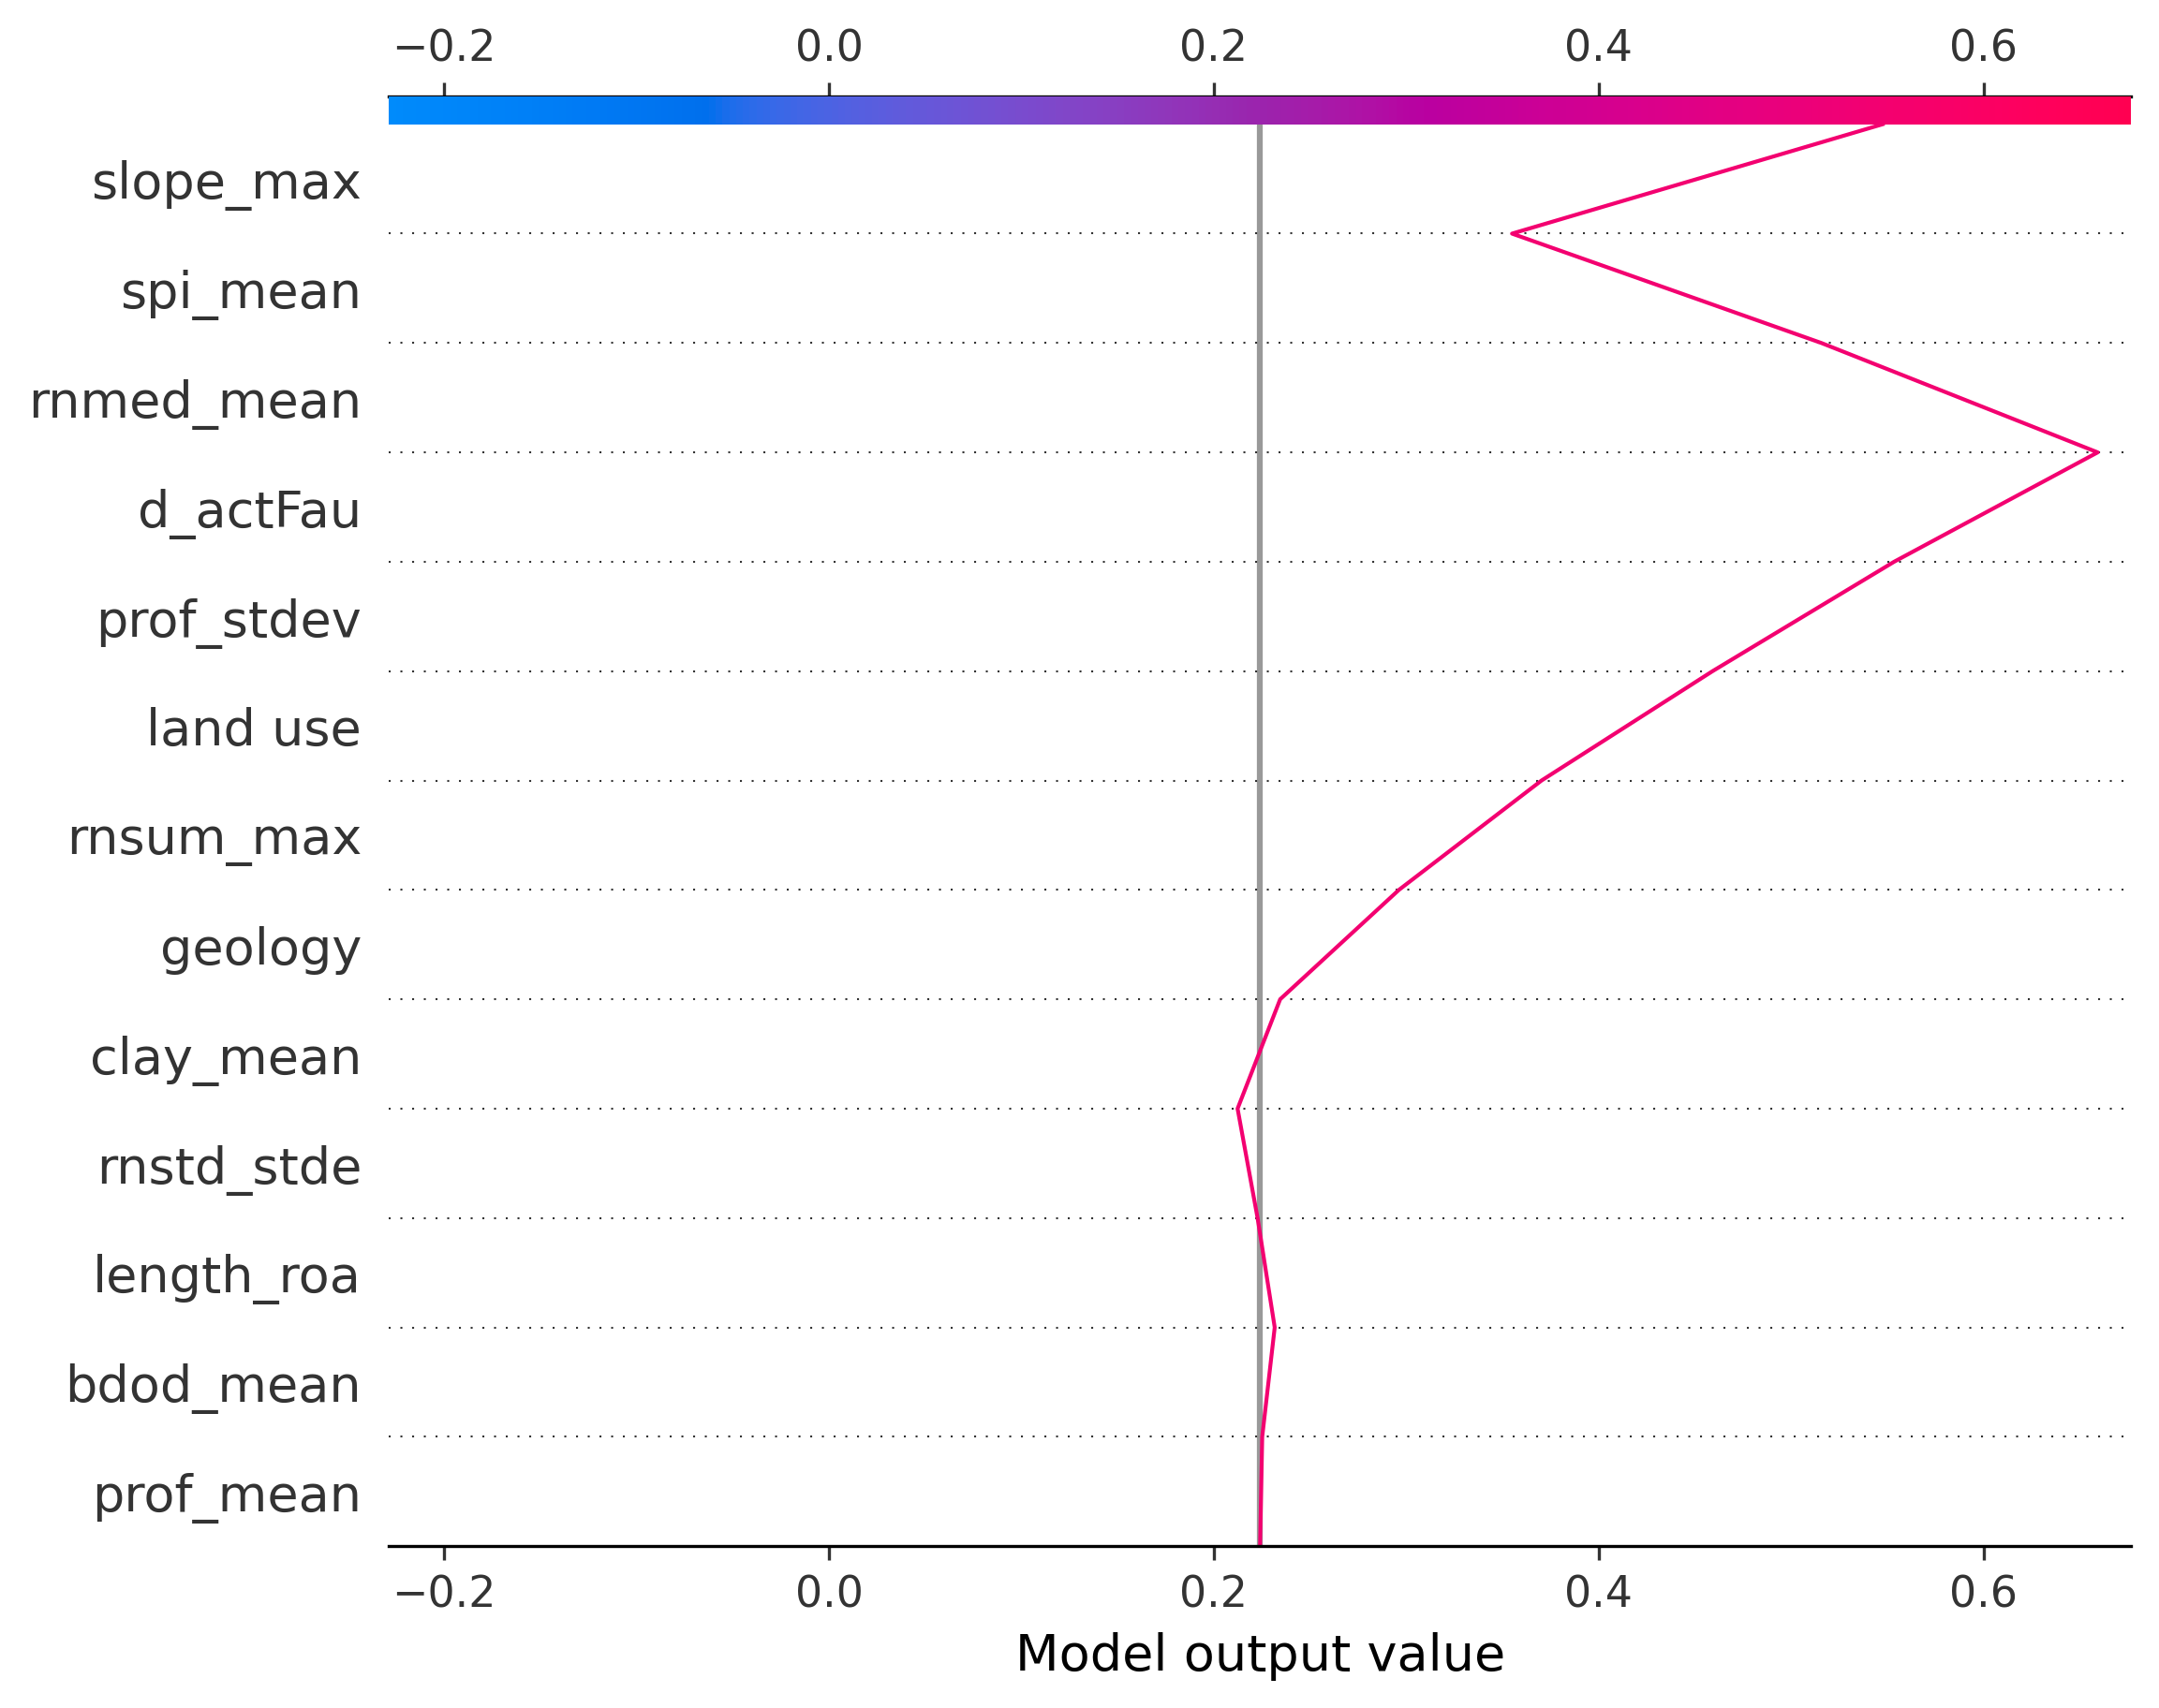 −0.2 0.0 0.2 0.4 0.6
slope_max
spi_mean
rnmed_mean
d_actFau
prof_stdev
land use
rnsum_max
geology
clay_mean
rnstd_stde
length_roa
bdod_mean
prof_mean
−0.2 0.0 0.2 0.4 0.6
Model output value